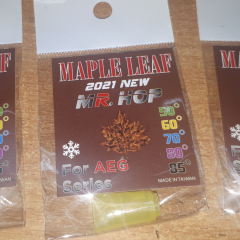 MAPLE LEAF
2021 NEW
MR. HOP
50°
60°
70°
80°
85°
For AEG
Series
MADE IN TAIWAN